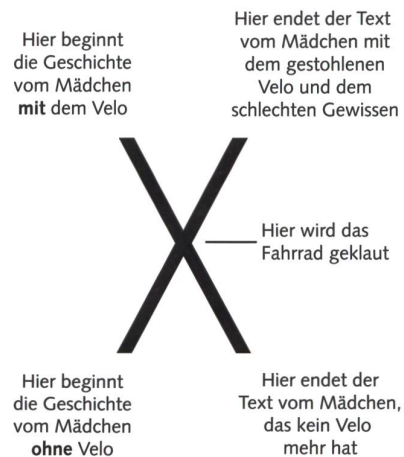 Hier beginnt
die Geschichte
vom Mädchen
mit dem Velo
Hier endet der Text
vom Mädchen mit
dem gestohlenen
Velo und dem
schlechten Gewissen
Hier wird das
Fahrrad geklaut
Hier beginnt
die Geschichte
vom Mädchen
ohne Velo
Hier endet der
Text vom Mädchen,
das kein Velo
mehr hat